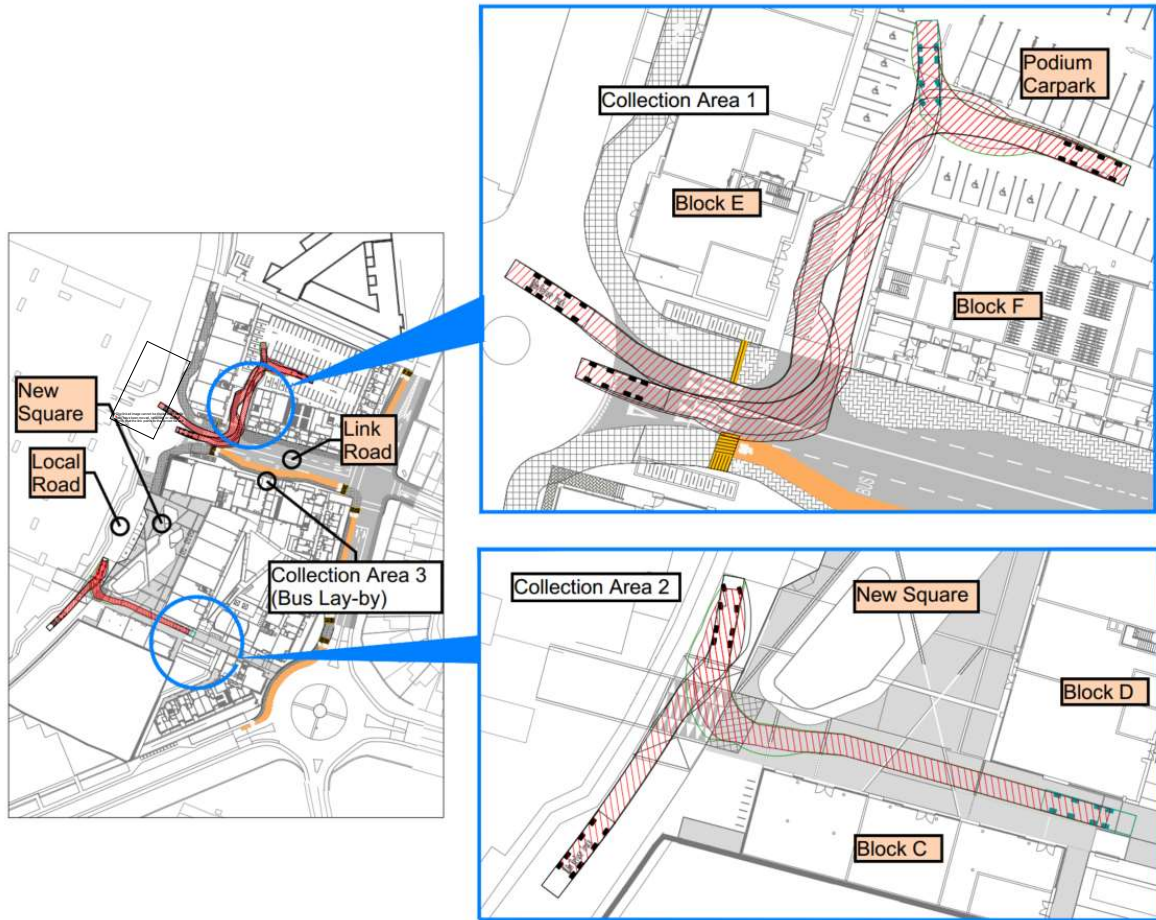 Collection Area 1
Podium
Carpark
Block E
Block F
BUS
New
Square
Local
Road
Link
Road
Collection Area 3
(Bus Lay-by)
Collection Area 2
New Square
Block D
Block C